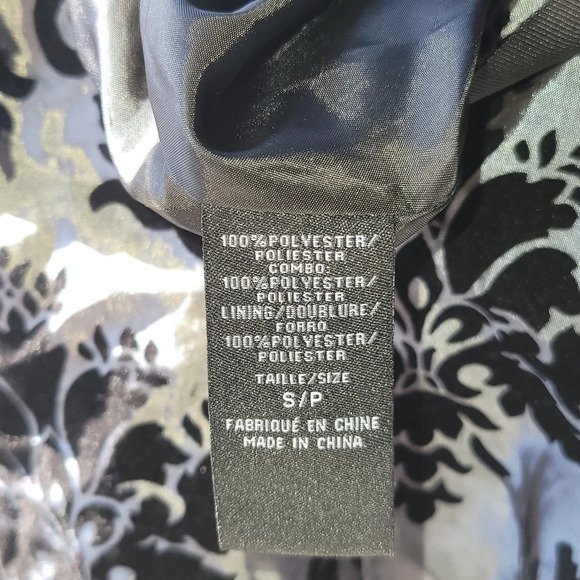 100%POLYESTER/
POLIESTER
COMBO:
100%POLYESTER/
POLIESTER
LINING/DOUBLURE/
FORRO
100%POLYESTER/
POLIESTER
TAILLE/SIZE
S/P
FABRIQUÉ EN CHINE
MADE IN CHINA